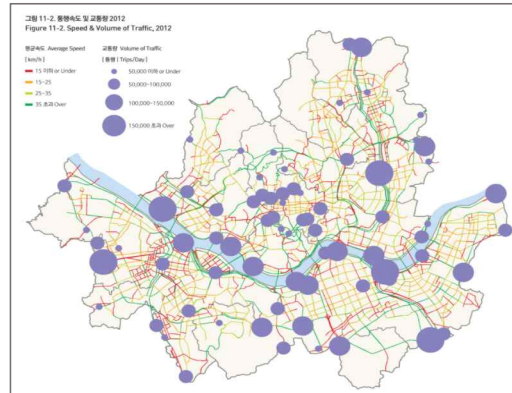 그림 11-2. 통행속도 및 교통량 2012
Figure 11-2. Speed & Volume of Traffic, 2012
평균속도 Average Speed
[km/h]
15 이하 or Under
15-25
25-35
35 초과 Over
교통량 Volume of Traffic
[통행 | Trips/Day]
50,000 이하 or Under
50,000~100,000
100,000~150,000
150,000 초과 Over